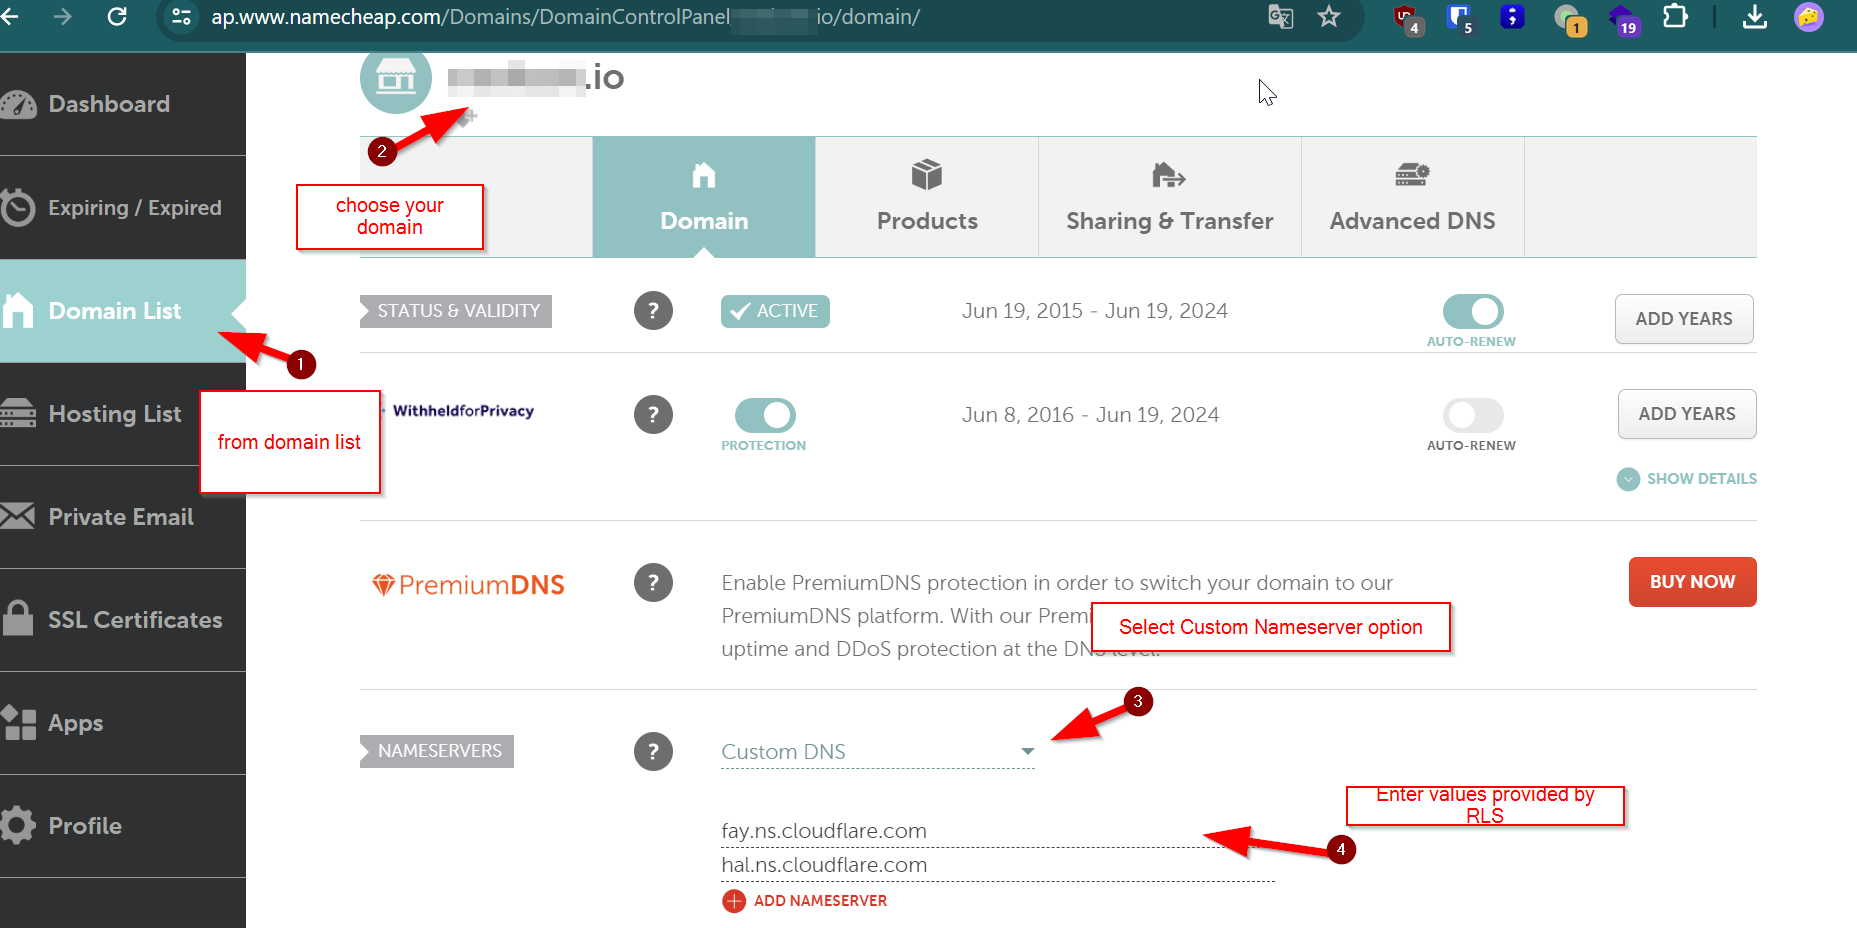 ap.www.namecheap.com/Domains/DomainControlPanel
io/domain/
4
5
1
19
.io
2
choose your
domain
Dashboard
Expiring / Expired
Domain List
1
from domain list
Hosting List
Private Email
SSL Certificates
Apps
Profile
Domain
Products
Sharing & Transfer
Advanced DNS
STATUS & VALIDITY
?
ACTIVE
Jun 19, 2015 - Jun 19, 2024
AUTO-RENEW
ADD YEARS
WithheldforPrivacy
?
PROTECTION
Jun 8, 2016 - Jun 19, 2024
AUTO-RENEW
ADD YEARS
SHOW DETAILS
PremiumDNS
?
Enable PremiumDNS protection in order to switch your domain to our
PremiumDNS platform. With our
uptime and DDoS protection at the
BUY NOW
Select Custom Nameserver option
3
NAMESERVERS
?
Custom DNS
Enter values provided by
RLS
4
fay.ns.cloudflare.com
hal.ns.cloudflare.com
ADD NAMESERVER